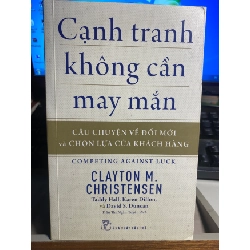 Cạnh tranh
không cần
may mắn
CÂU CHUYỆN VỀ ĐỔI MỚI
và CHỌN LỰA CỦA KHÁCH HÀNG
COMPETING AGAINST LUCK
CLAYTON M.
CHRISTENSEN
Taddy Hall, Karen Dillon,
và David S. Duncan